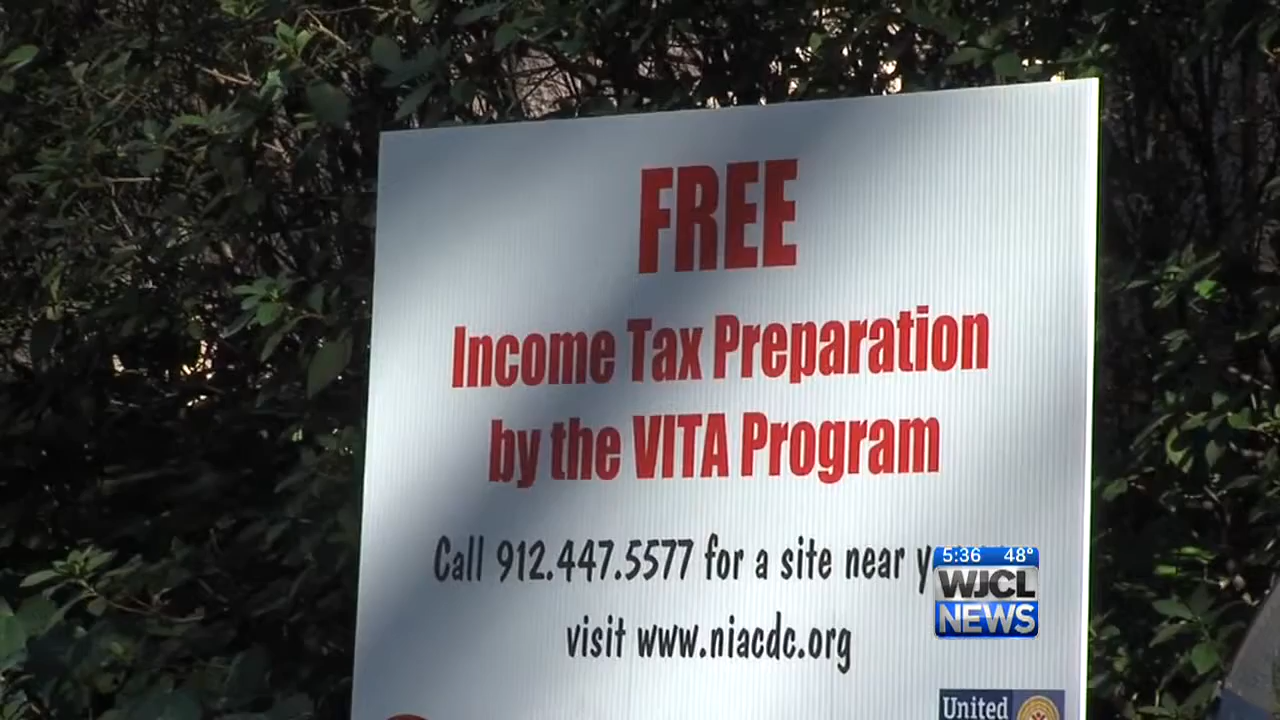 FREE
Income Tax Preparation
by the VITA Program
Call 912.447.5577 for a site near y
visit www.niacdc.org
5:36 48°
WJCL
NEWS
United